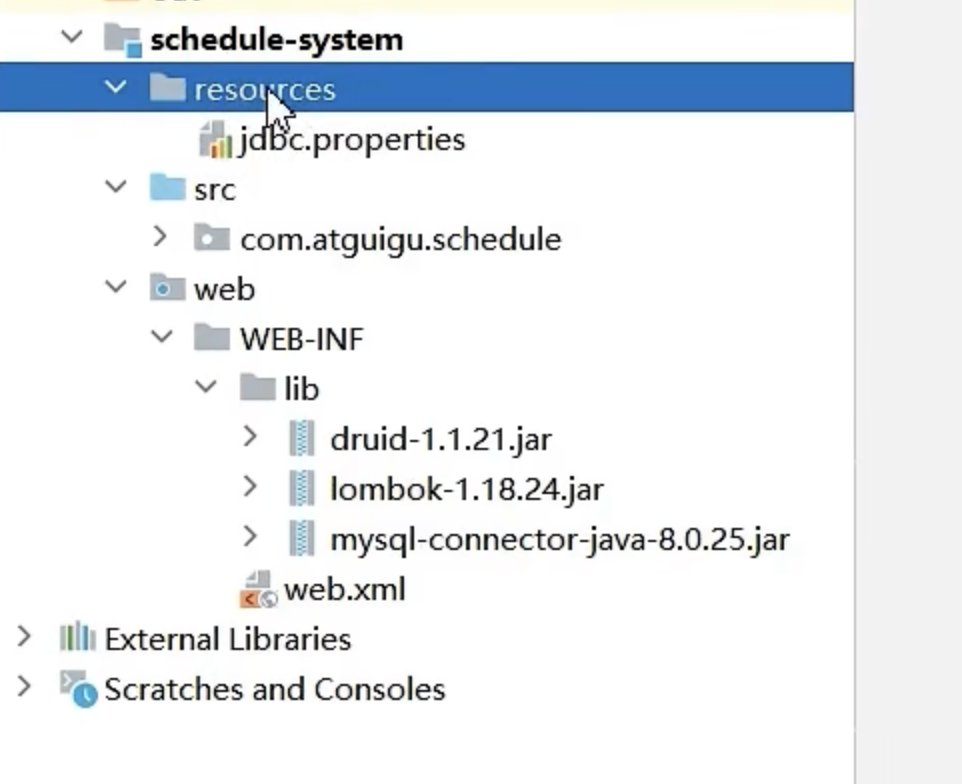 schedule-system
resources
jdbc.properties
src
com.atguigu.schedule
web
WEB-INF
lib
druid-1.1.21.jar
lombok-1.18.24.jar
mysql-connector-java-8.0.25.jar
web.xml
External Libraries
Scratches and Consoles